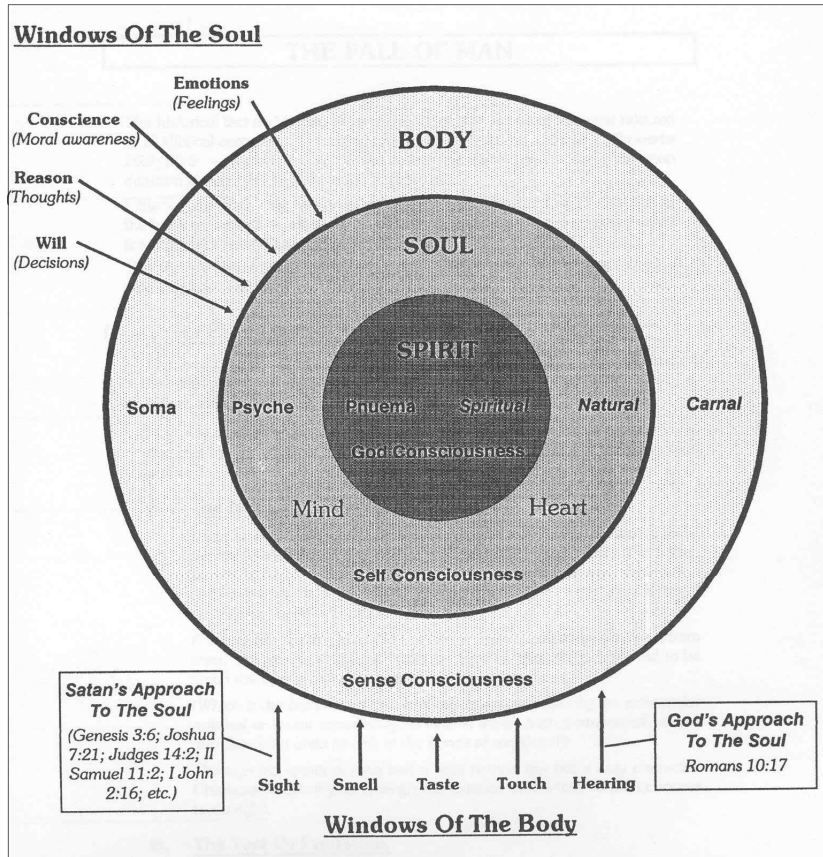 Windows Of The Soul
THE FALL OF MAN
Emotions
(Feelings)
Conscience
(Moral awareness)
Reason
(Thoughts)
Will
(Decisions)
BODY
SOUL
SPIRIT
Soma Psyche Pnuema Spiritual Natural Carnal
God Consciousness
Mind Heart
Self Consciousness
Sense Consciousness
Satan's Approach
To The Soul
(Genesis 3:6; Joshua
7:21; Judges 14:2; II
Samuel 11:2; I John
2:16; etc.)
God's Approach
To The Soul
Romans 10:17
Sight Smell Taste Touch Hearing
Windows Of The Body